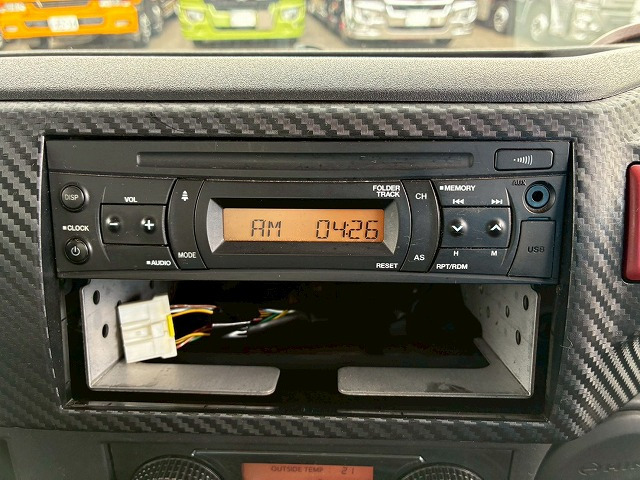 DISP
VOL
- +
CLOCK
AUDIO
MODE
AM 04:26
FOLDER
TRACK
RESET
CH
AS
MEMORY
H
M
RPT/RDM
AUX
USB
OUTSIDE TEMP 21